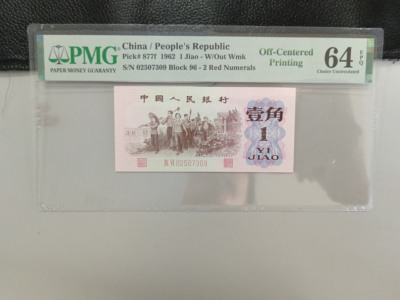 PMG
PAPER MONEY GUARANTY
China / People's Republic
Pick# 877f 1962 1 Jiao - W/Out Wmk
S/N 02507309 Block 96 - 2 Red Numerals
Off-Centered
Printing
64 EPQ
Choice Uncirculated
中國人民银行
壹角
1
YI
JIAO
02507309